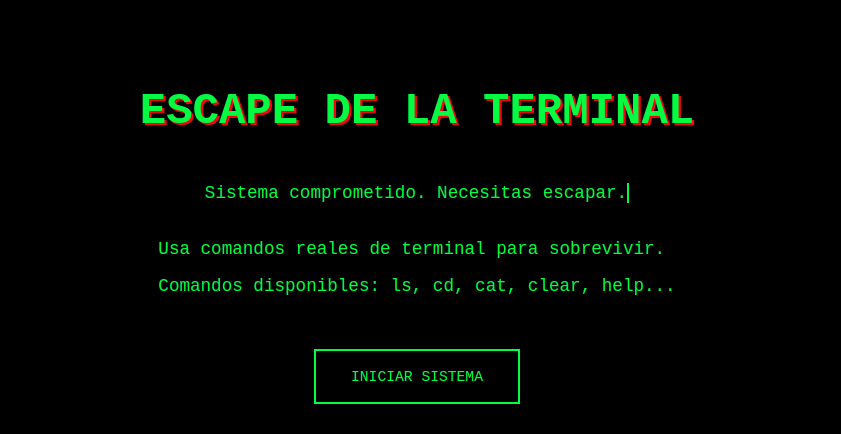 ESCAPE DE LA TERMINAL
Sistema comprometido. Necesitas escapar.
Usa comandos reales de terminal para sobrevivir.
Comandos disponibles: ls, cd, cat, clear, help...
INICIAR SISTEMA